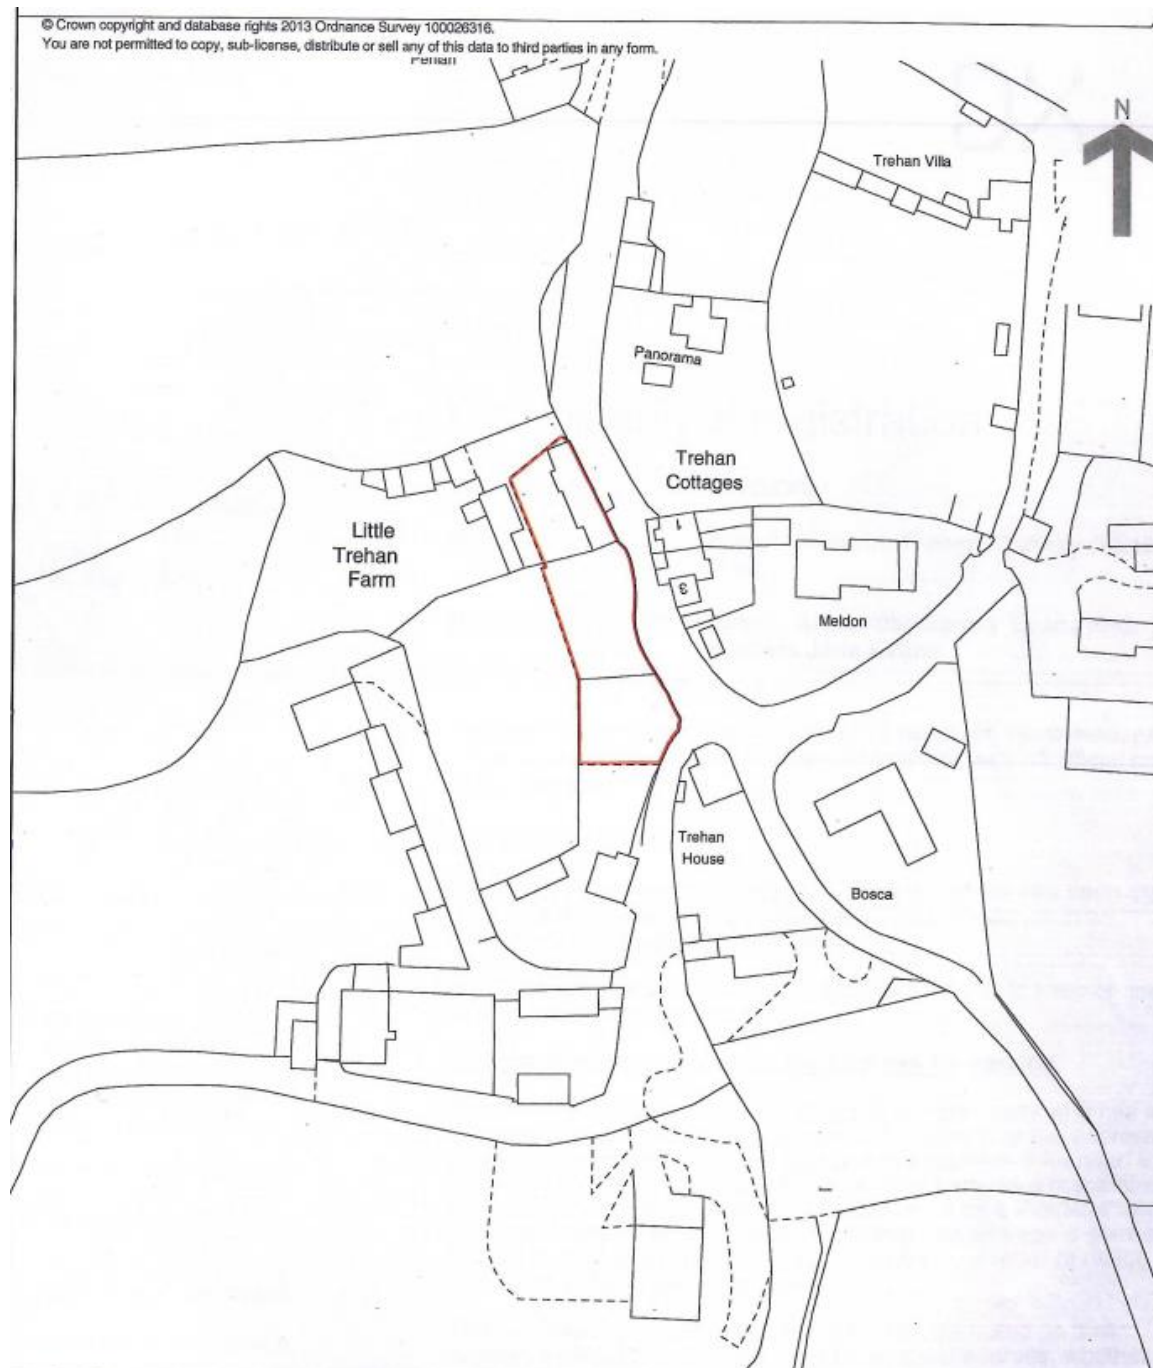 © Crown copyright and database rights 2013 Ordnance Survey 100026316.
You are not permitted to copy, sub-license, distribute or sell any of this data to third parties in any form.
N
Trehan Villa
Panorama
Trehan
Cottages
1
3
Little
Trehan
Farm
Meldon
Trehan
House
Bosca